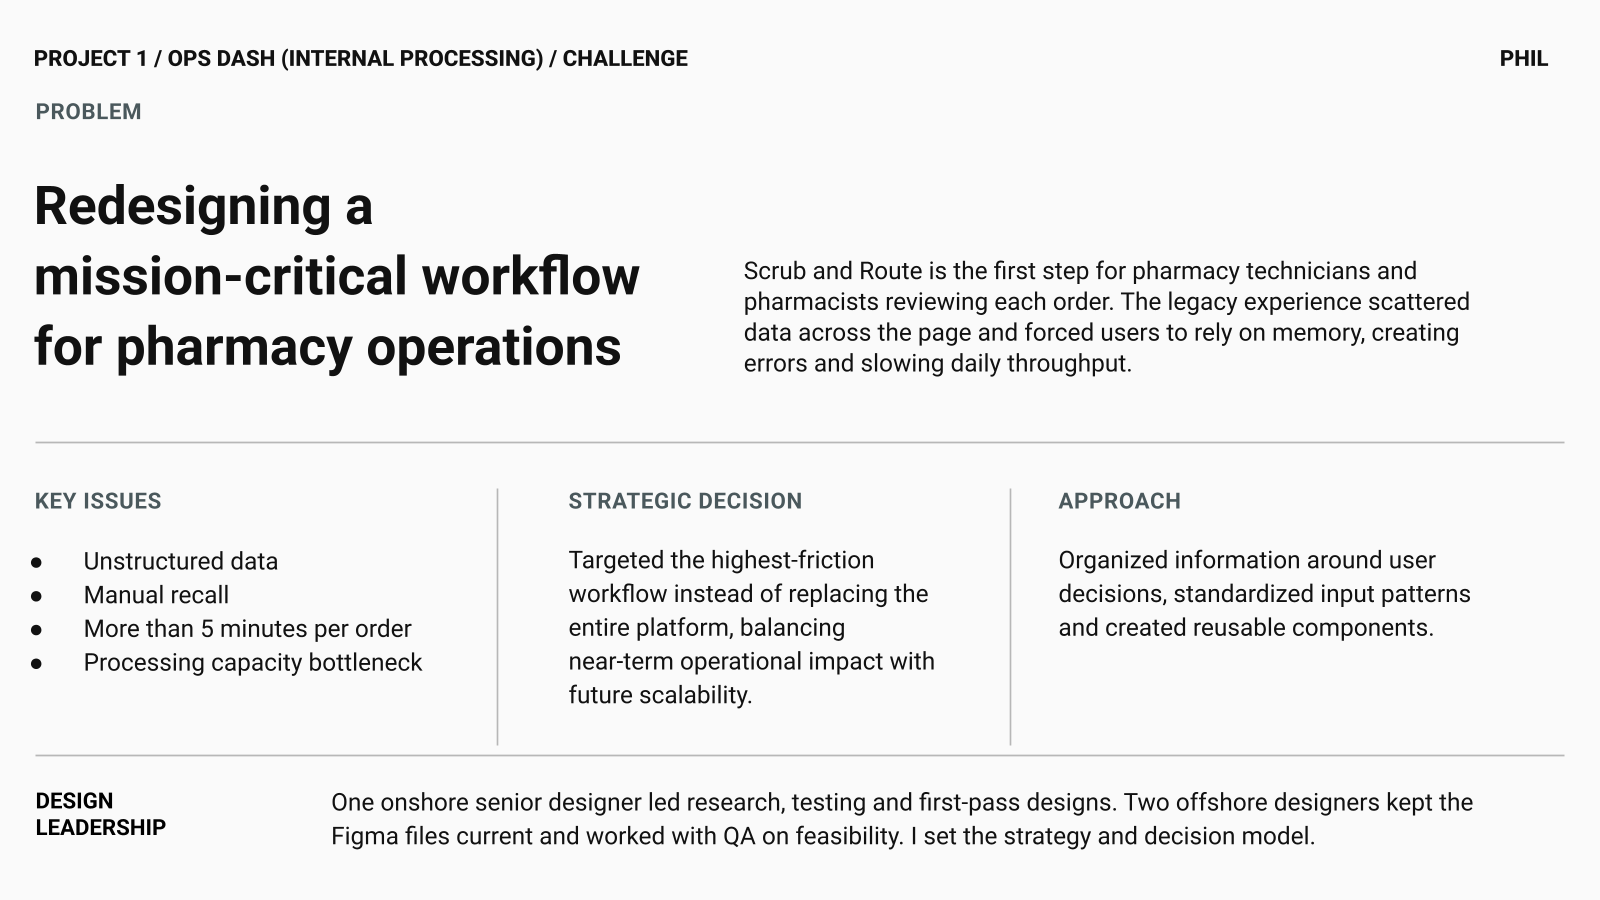 PROJECT 1 / OPS DASH (INTERNAL PROCESSING) / CHALLENGE
PHIL
PROBLEM
Redesigning a
mission-critical workflow
for pharmacy operations
Scrub and Route is the first step for pharmacy technicians and
pharmacists reviewing each order. The legacy experience scattered
data across the page and forced users to rely on memory, creating
errors and slowing daily throughput.
KEY ISSUES
● Unstructured data
● Manual recall
● More than 5 minutes per order
● Processing capacity bottleneck
STRATEGIC DECISION
Targeted the highest-friction
workflow instead of replacing the
entire platform, balancing
near-term operational impact with
future scalability.
APPROACH
Organized information around user
decisions, standardized input patterns
and created reusable components.
DESIGN
LEADERSHIP
One onshore senior designer led research, testing and first-pass designs. Two offshore designers kept the
Figma files current and worked with QA on feasibility. I set the strategy and decision model.